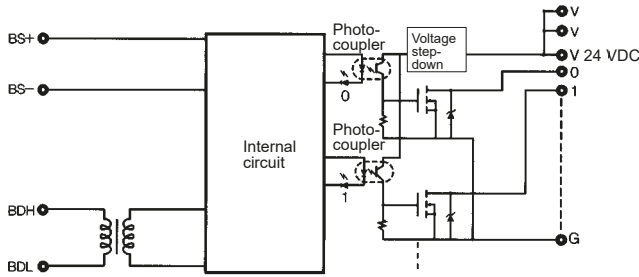 V
V
V 24 VDC
0
1
G
BS+
BS−
BDH
BDL
Internal
circuit
Photo-
coupler
0
Photo-
coupler
1
Voltage
step-
down